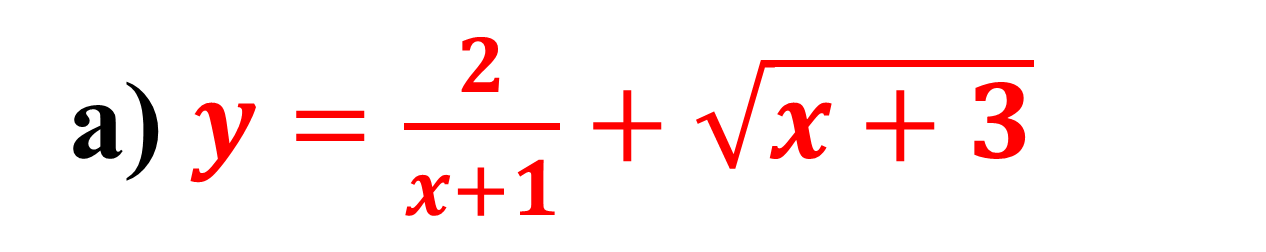 a) y = 2/(x+1) + √(x + 3)